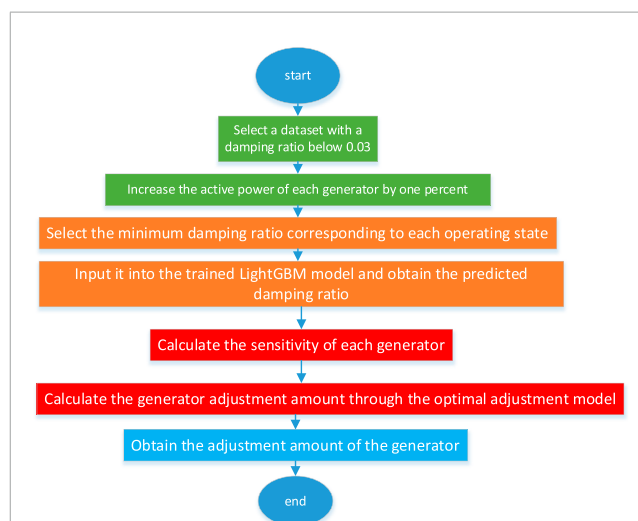 start
Select a dataset with a
damping ratio below 0.03
Increase the active power of each generator by one percent
Select the minimum damping ratio corresponding to each operating state
Input it into the trained LightGBM model and obtain the predicted
damping ratio
Calculate the sensitivity of each generator
Calculate the generator adjustment amount through the optimal adjustment model
Obtain the adjustment amount of the generator
end